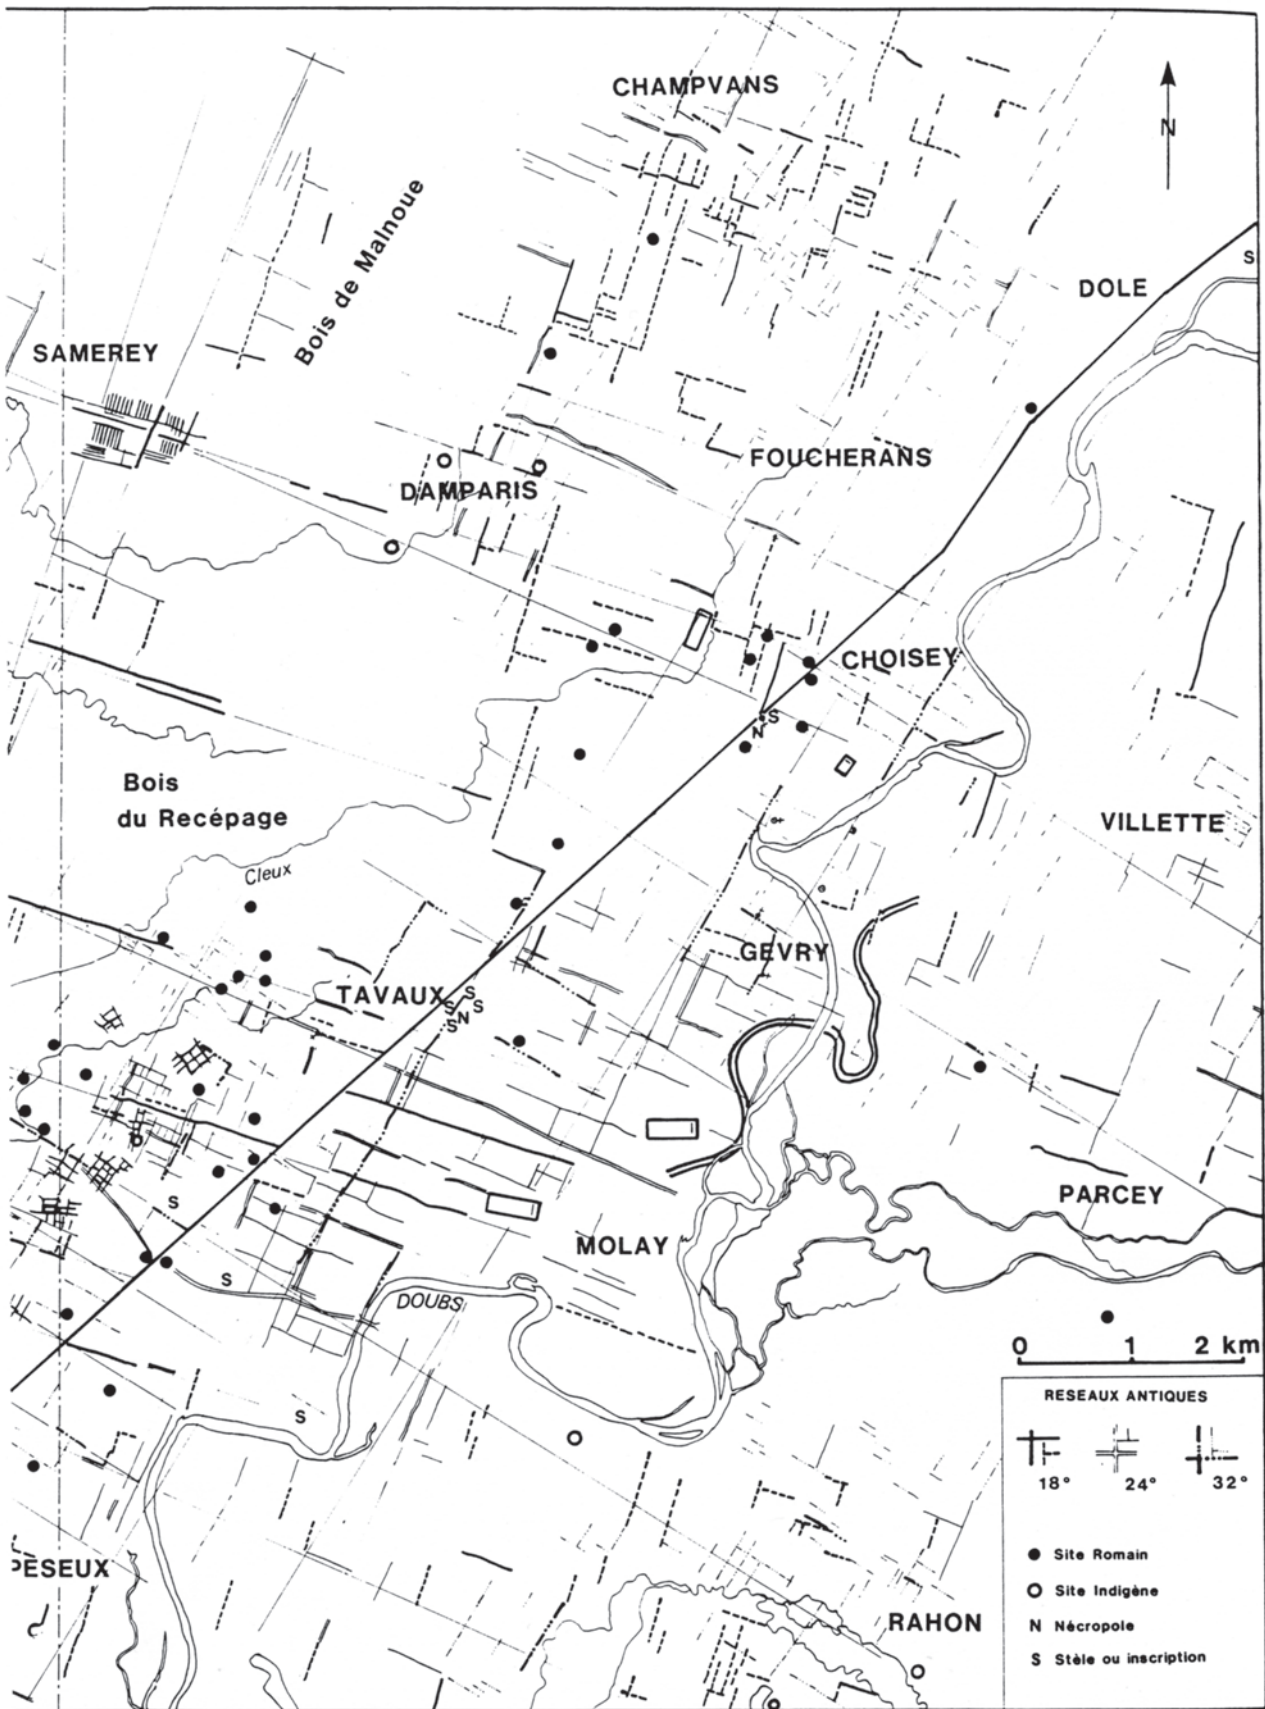 CHAMPVANS
N
Bois de Malnoue
S
DOLE
SAMEREY
FOUCHERANS
DAMPARIS
CHOISEY
S
N
Bois
du Recépage
VILLETTE
Cleux
GEVRY
TAVAUX
S
S
S
S
N
S
PARCEY
MOLAY
S
DOUBS
0 1 2 km
RESEAUX ANTIQUES
18° 24° 32°
S
Site Romain
Site Indigène
N Nécropole
S Stèle ou inscription
PESEUX
RAHON